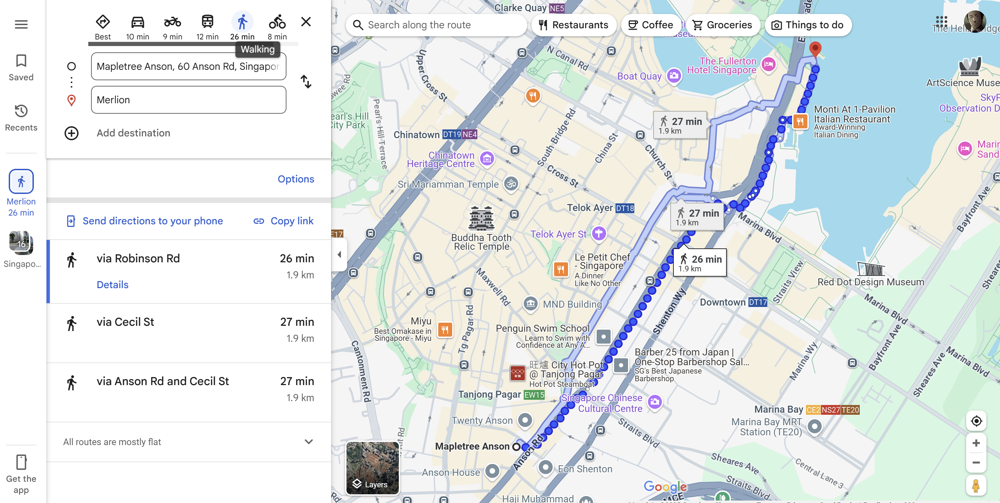 Saved
Recents
Merlion
26 min
16
Singapo...
Get the
app
Best
10 min
9 min
12 min
26 min
8 min
Walking
Mapletree Anson, 60 Anson Rd, Singapor
Merlion
Add destination
Options
Send directions to your phone
Copy link
via Robinson Rd
26 min
1.9 km
Details
via Cecil St
27 min
1.9 km
via Anson Rd and Cecil St
27 min
1.9 km
All routes are mostly flat
Search along the route
Restaurants
Coffee
Groceries
Things to do
Clarke Quay NE5
museum
N Canal Rd
The Fullerton
Hotel Singapore
Boat Quay
ArtScience Muse
SkyP
Observation D
Upper Cross St
Pearl's Hill Terrace
earl's Hill
City Park
Chinatown DT19 NE4
Chinatown
Heritage Centre
South Bridge Rd
China St
Church St
Cross St
27 min
1.9 km
Monti At 1-Pavilion
Italian Restaurant
Award-Winning
Italian Dining
Marin
Sand
Sri Mariamman Temple
Telok Ayer DT18
27 min
1.9 km
Marina Blvd
Bayfront Ave
E17
Buddha Tooth
Relic Temple
Telok Ayer St
26 min
1.9 km
Le Petit Chef
- Singapore
A Dinner
Like No Other
Maxwell Rd
MND Building
Red Dot Design Museum
Straits View
Downtown DT17
Shenton Wy
Marina Blvd
Sheares
Miyu
Best Omakase in
Singapore - Miyu
Tg Pagar Rd
Penguin Swim School
Learn to Swim with
Confidence at Any A...
Cantonment Rd
Barber 25 from Japan |
One-Stop Barbershop Sal...
SG's Best Japanese
Barbershop
旺爐 City Hot Pot
@ Tanjong Pagar
Hot Pot Steamboat
Marina Wy
Bayfront Ave
Sheares Ave
Marina Blvd
Tanjong Pagar EW15
Singapore Chinese
Cultural Centre
Marina Bay CE2 NS27 TE20
Marina Bay MRT
Station (TE20)
Twenty Anson
Straits Blvd
Mapletree Anson
Anson Rd
Anson House
Eon Shenton
Sheares Ave
Central Lane 3
Straits Blvd
Layers
Rd
Haji Muhammad
Google
MCE